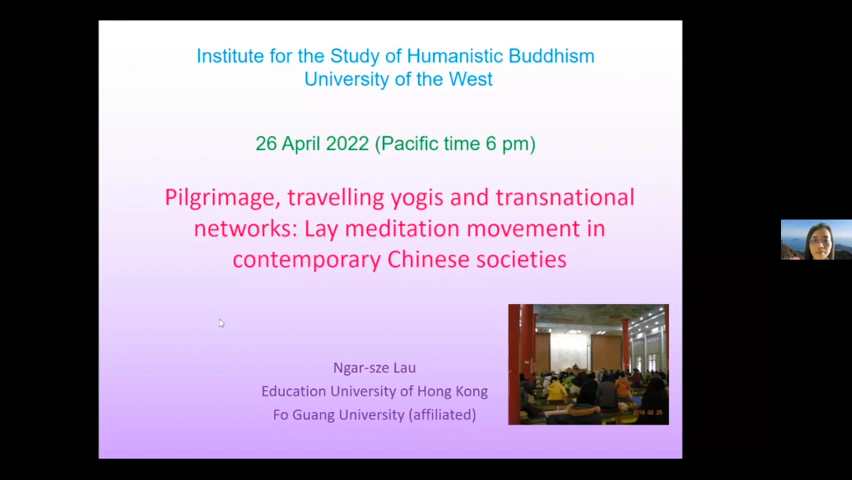 Institute for the Study of Humanistic Buddhism
University of the West
26 April 2022 (Pacific time 6 pm)
Pilgrimage, travelling yogis and transnational
networks: Lay meditation movement in
contemporary Chinese societies
Ngar-sze Lau
Education University of Hong Kong
Fo Guang University (affiliated)